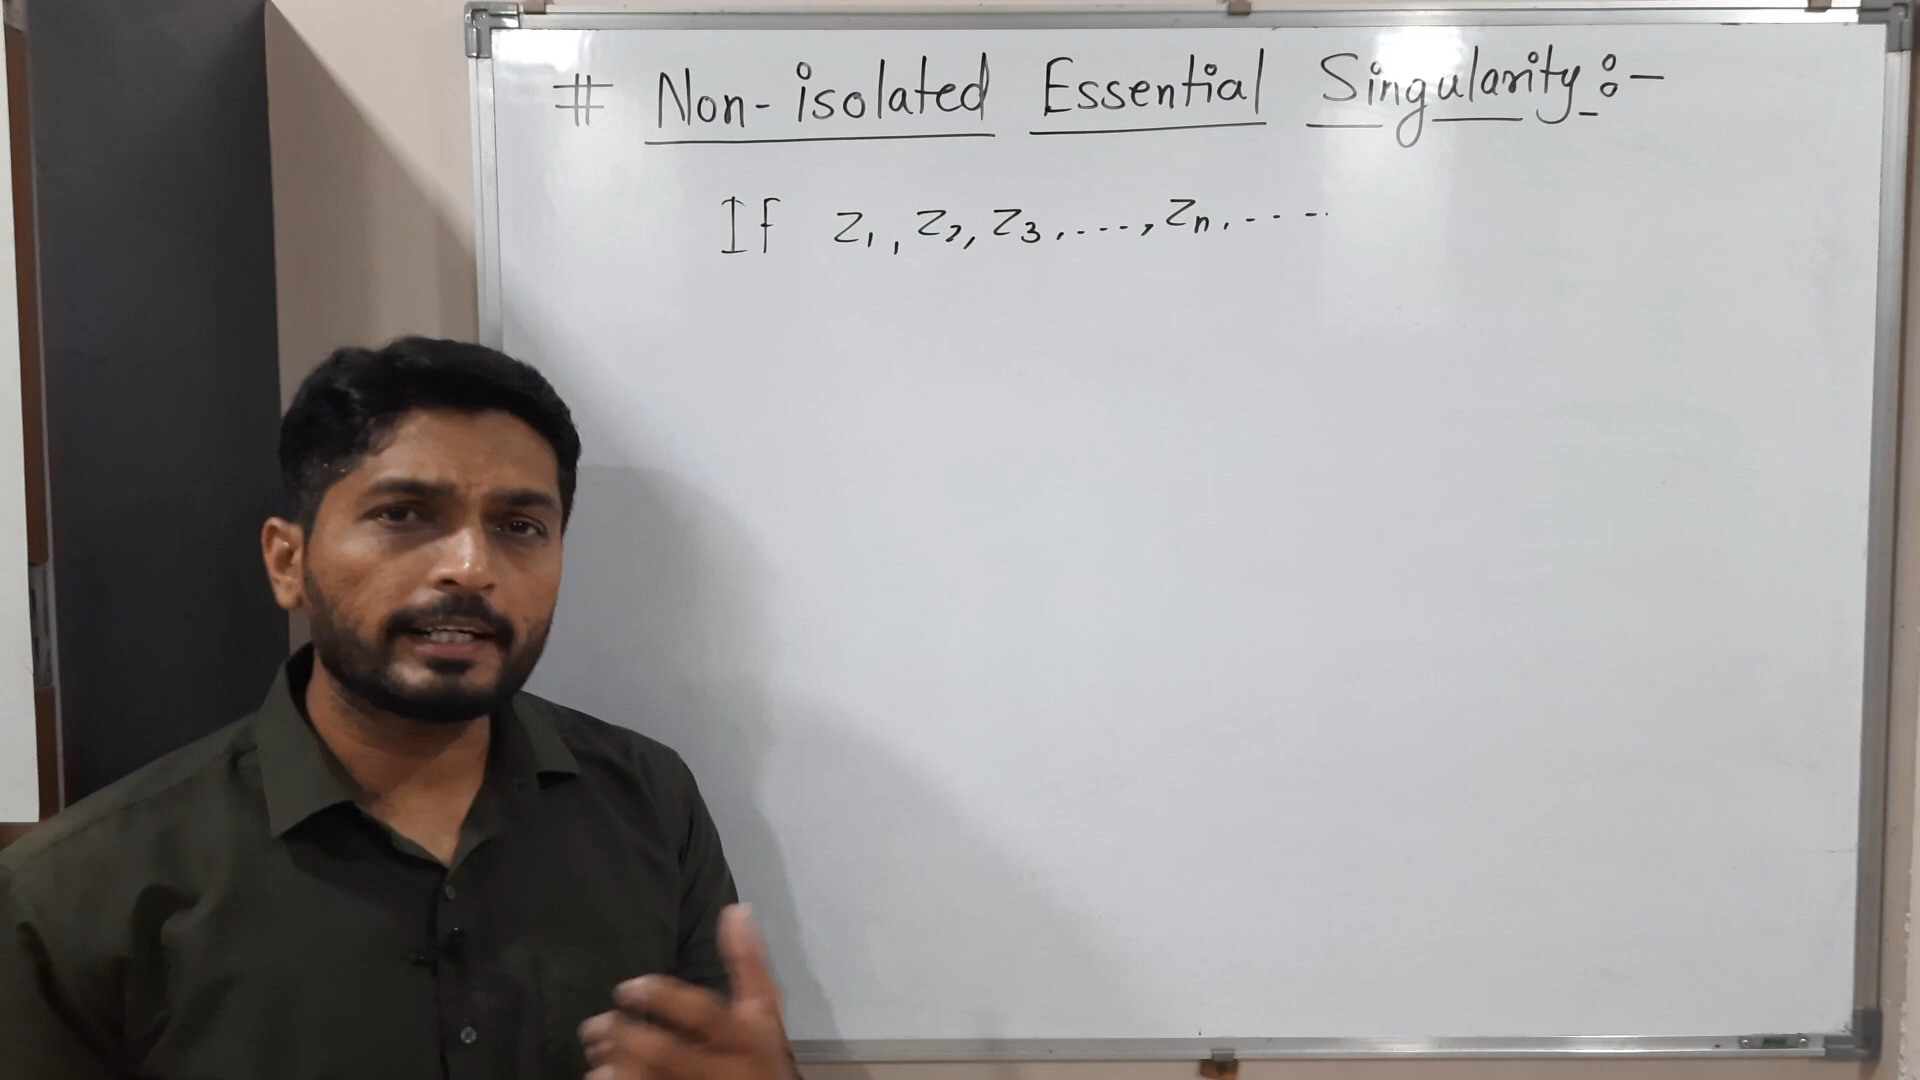 # Non-isolated Essential Singularity :-
If z₁, z₂, z₃, ...., zₙ, ....